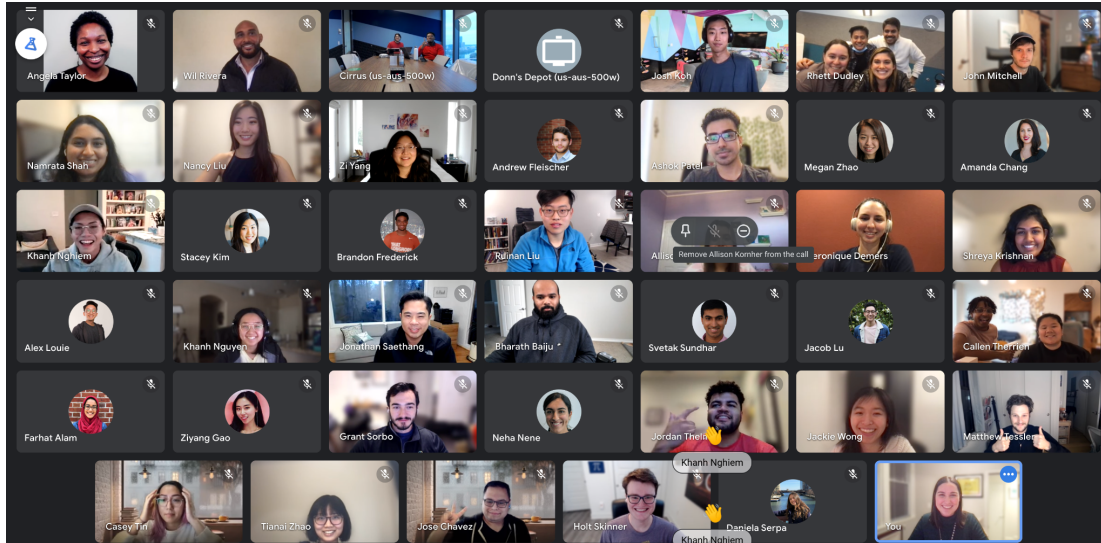 Angela Taylor
Wil Rivera
Cirrus (us-aus-500w)
Donn's Depot (us-aus-500w)
Josh Koh
Rhett Dudley
John Mitchell
Namrata Shah
Nancy Liu
Zi Yang
Andrew Fleischer
Ashok Patel
Megan Zhao
Amanda Chang
Khanh Nghiem
Stacey Kim
Brandon Frederick
Ruinan Liu
Remove Allison Kornher from the call
eronique Demers
Shreya Krishnan
Alex Louie
Khanh Nguyen
Jonathan Saethang
Bharath Baiju
Svetak Sundhar
Jacob Lu
Callen Therrien
Farhat Alam
Ziyang Gao
Grant Sorbo
Neha Nene
Jordan
Jackie Wong
Matthew Tessler
Khanh Nghiem
Casey Tin
Tianai Zhao
José Chavez
Holt Skinner
Daniela Serpa
You
Khanh Nghiem